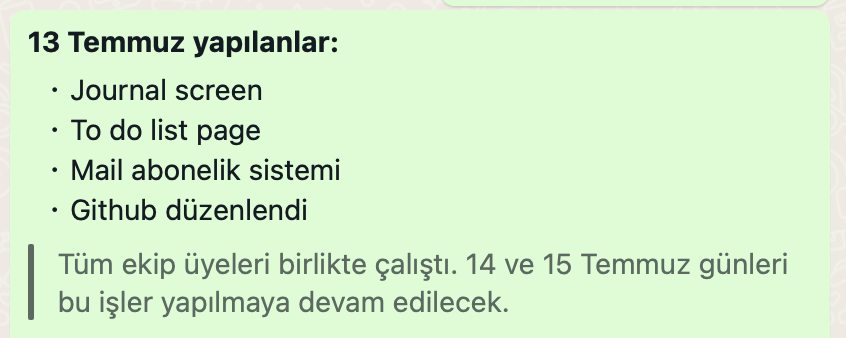 13 Temmuz yapılanlar:
• Journal screen
• To do list page
• Mail abonelik sistemi
• Github düzenlendi
Tüm ekip üyeleri birlikte çalıştı. 14 ve 15 Temmuz günleri
bu işler yapılmaya devam edilecek.